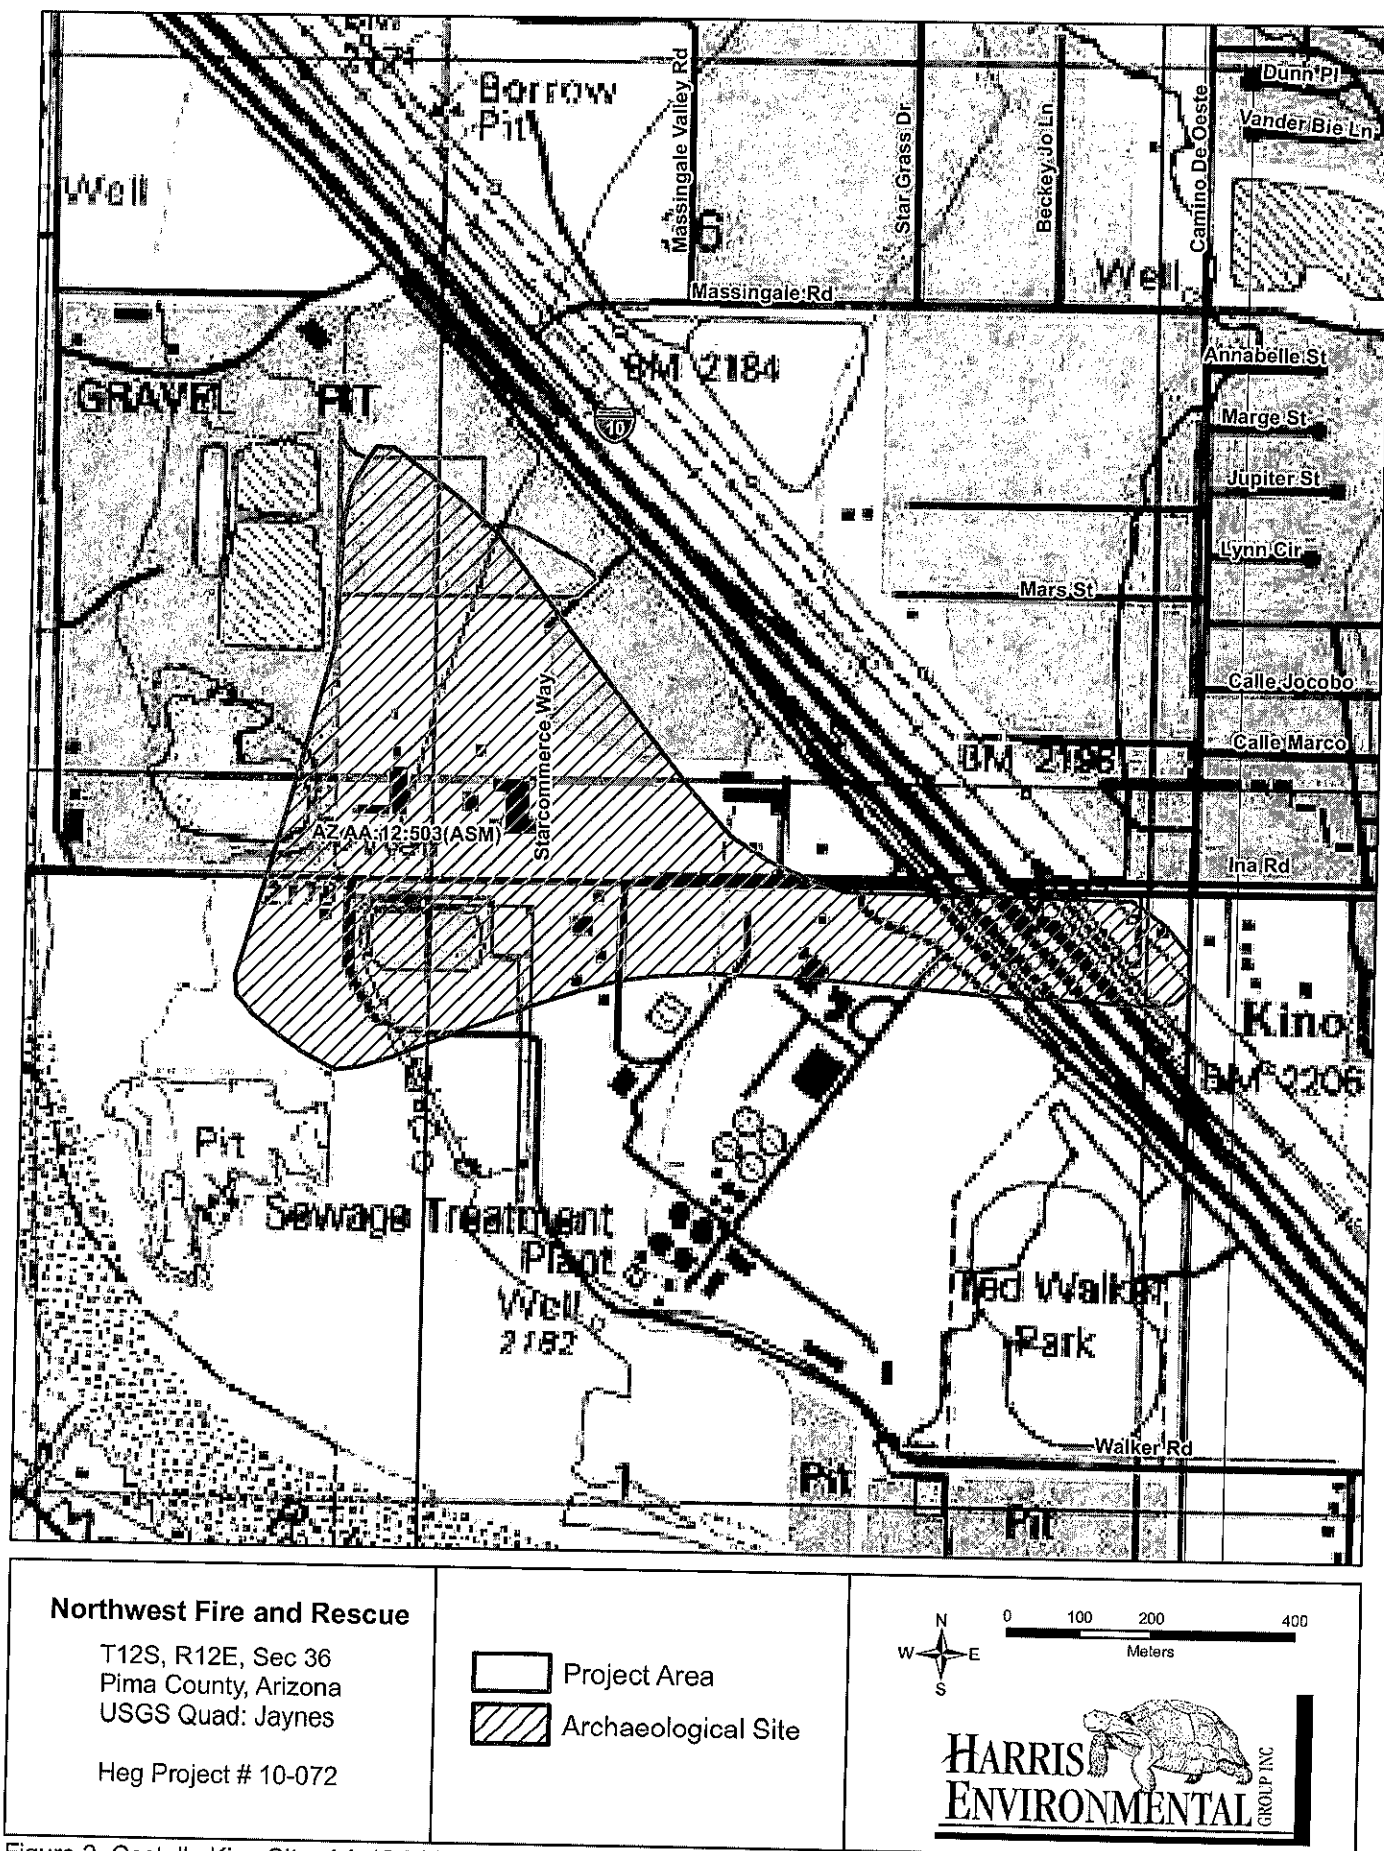 Borrow
Pit
Well
Massingale Valley Rd
Star Grass Dr
Beckey Jo Ln
Camino De Oeste
Dunn Pl
Vander Bie Ln
Well
Massingale Rd
BM 2184
Annabelle St
GRAVEL PIT
10
Marge St
Jupiter St
Lynn Cir
Mars St
Starcommerce Way
Calle Jocobo
Calle Marco
BM 2196
AZ AA:12:503(ASM)
Ina Rd
Kino
BM 2206
Pit
Sewage Treatment
Plant
Well
2182
Ted Walker
Park
Walker Rd
Pit
Pit
Northwest Fire and Rescue
T12S, R12E, Sec 36
Pima County, Arizona
USGS Quad: Jaynes
Heg Project # 10-072
Project Area
Archaeological Site
N
W E
S
0 100 200 400
Meters
HARRIS
ENVIRONMENTAL
GROUP INC